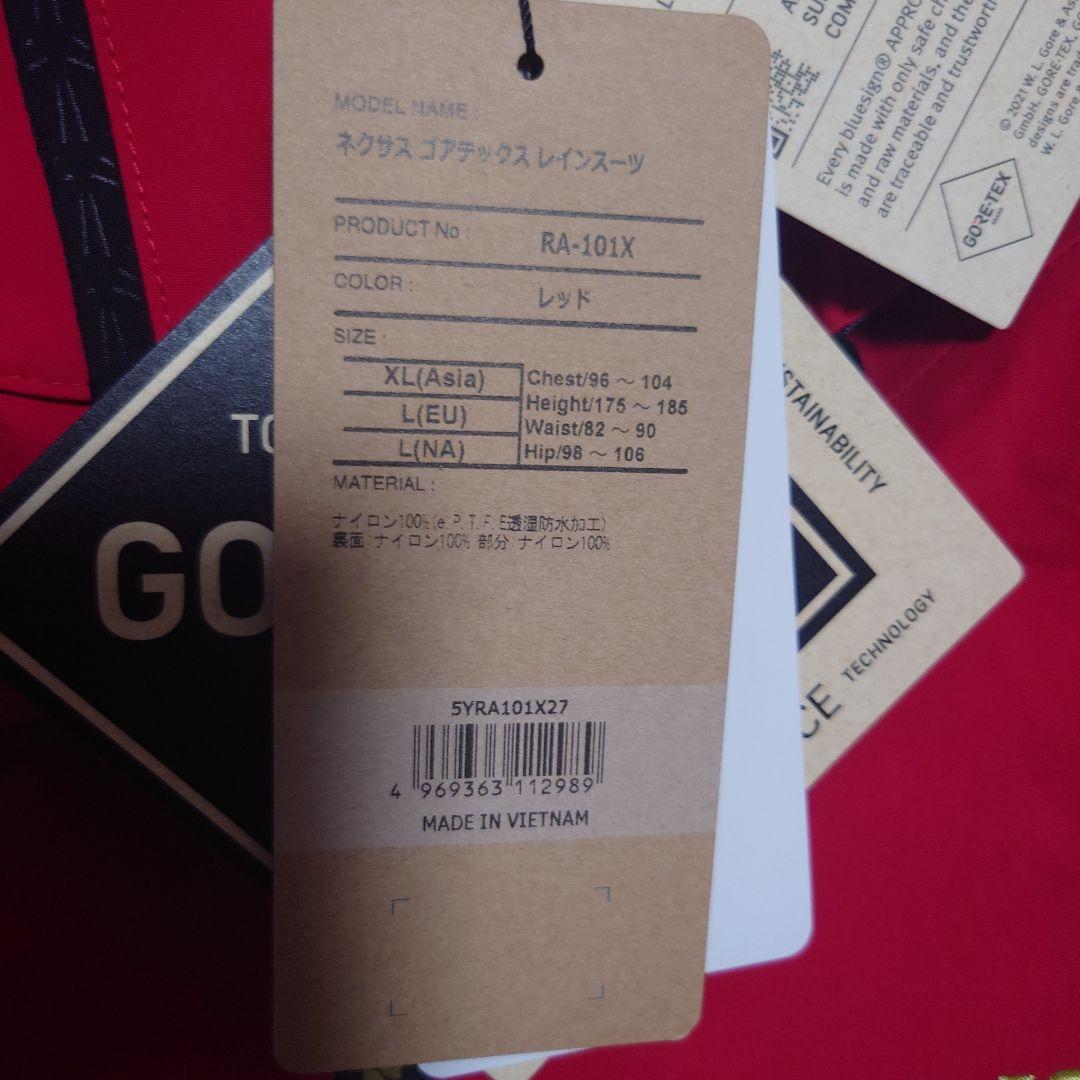 MODEL NAME :
ネクサス ゴアテックス レインスーツ
PRODUCT No : RA-101X
COLOR : レッド
SIZE :
XL(Asia)
L(EU)
L(NA)
Chest/96 ～ 104
Height/175 ～ 185
Waist/82 ～ 90
Hip/98 ～ 106
MATERIAL :
ナイロン100%(e.P.T.F.E透湿防水加工)
裏面:ナイロン100% 部分:ナイロン100%
5YRA101X27
4 969363 112989
MADE IN VIETNAM
GO
SUS
COM
Every bluesign® APPRO
is made with only safe ch
and raw materials, and the
are traceable and trustwort
© 2021 W. L. Gore & As
GmbH. GORE-TEX, G
designs are trad
W. L. Gore &
GORE-TEX
BRAND
STAINABILITY
TECHNOLOGY
CE